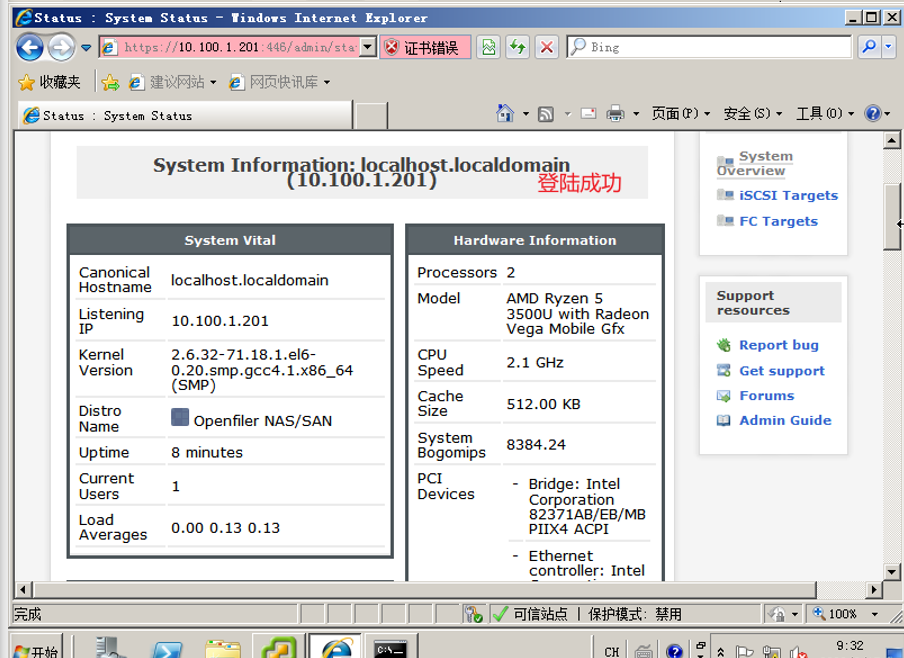 Status : System Status - Windows Internet Explorer
https://10.100.1.201:446/admin/sta
证书错误
Bing
收藏夹
建议网站
网页快讯库
Status : System Status
页面(P)
安全(S)
工具(O)
System Information: localhost.localdomain
(10.100.1.201)
登陆成功
System Vital
Canonical
Hostname
localhost.localdomain
Listening
IP
10.100.1.201
Kernel
Version
2.6.32-71.18.1.el6-
0.20.smp.gcc4.1.x86_64
(SMP)
Distro
Name
Openfiler NAS/SAN
Uptime
8 minutes
Current
Users
1
Load
Averages
0.00 0.13 0.13
Hardware Information
Processors
2
Model
AMD Ryzen 5
3500U with Radeon
Vega Mobile Gfx
CPU
Speed
2.1 GHz
Cache
Size
512.00 KB
System
Bogomips
8384.24
PCI
Devices
- Bridge: Intel
Corporation
82371AB/EB/MB
PIIX4 ACPI
- Ethernet
controller: Intel
System
Overview
iSCSI Targets
FC Targets
Support
resources
Report bug
Get support
Forums
Admin Guide
完成
可信站点 | 保护模式: 禁用
100%
开始
CH
9:32